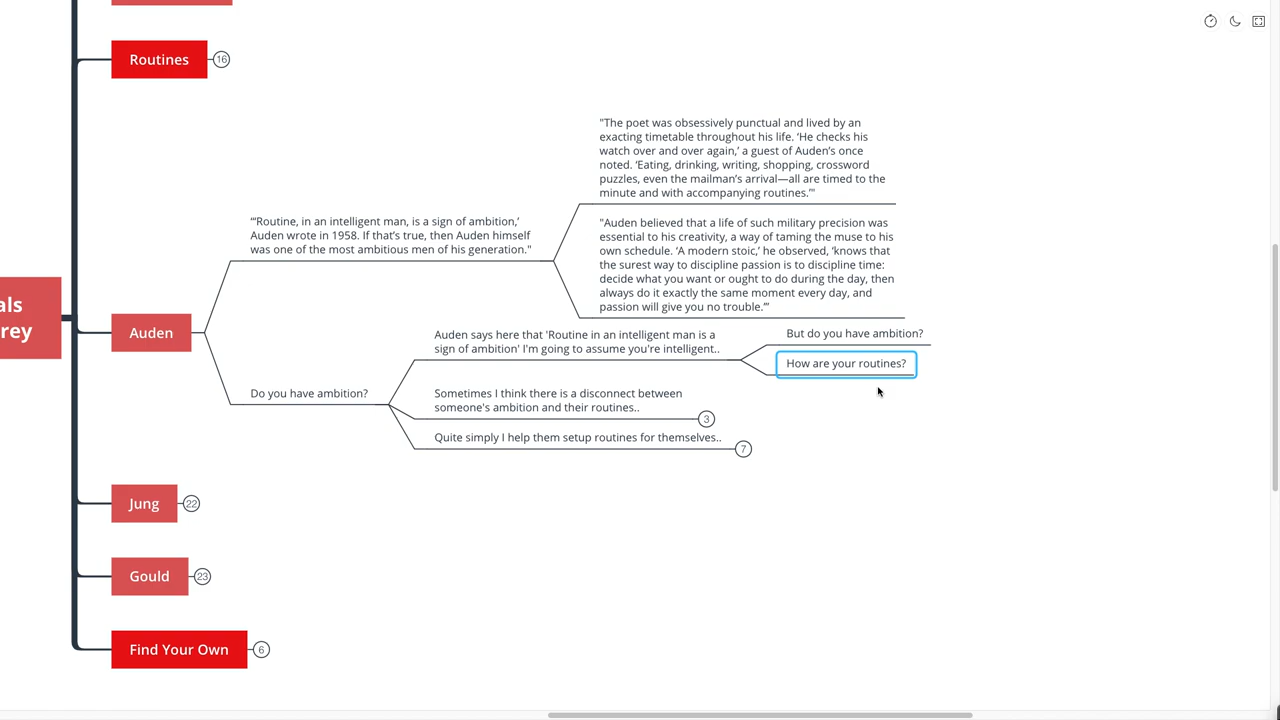 Routines
16
"The poet was obsessively punctual and lived by an
exacting timetable throughout his life. ‘He checks his
watch over and over again,’ a guest of Auden’s once
noted. ‘Eating, drinking, writing, shopping, crossword
puzzles, even the mailman’s arrival—all are timed to the
minute and with accompanying routines.’"
"‘Routine, in an intelligent man, is a sign of ambition,’
Auden wrote in 1958. If that’s true, then Auden himself
was one of the most ambitious men of his generation."
"Auden believed that a life of such military precision was
essential to his creativity, a way of taming the muse to his
own schedule. ‘A modern stoic,’ he observed, ‘knows that
the surest way to discipline passion is to discipline time:
decide what you want or ought to do during the day, then
always do it exactly the same moment every day, and
passion will give you no trouble.’"
als
rey
Auden
Auden says here that 'Routine in an intelligent man is a
sign of ambition' I'm going to assume you're intelligent..
But do you have ambition?
How are your routines?
Do you have ambition?
Sometimes I think there is a disconnect between
someone's ambition and their routines..
3
Quite simply I help them setup routines for themselves..
7
Jung
22
Gould
23
Find Your Own
6